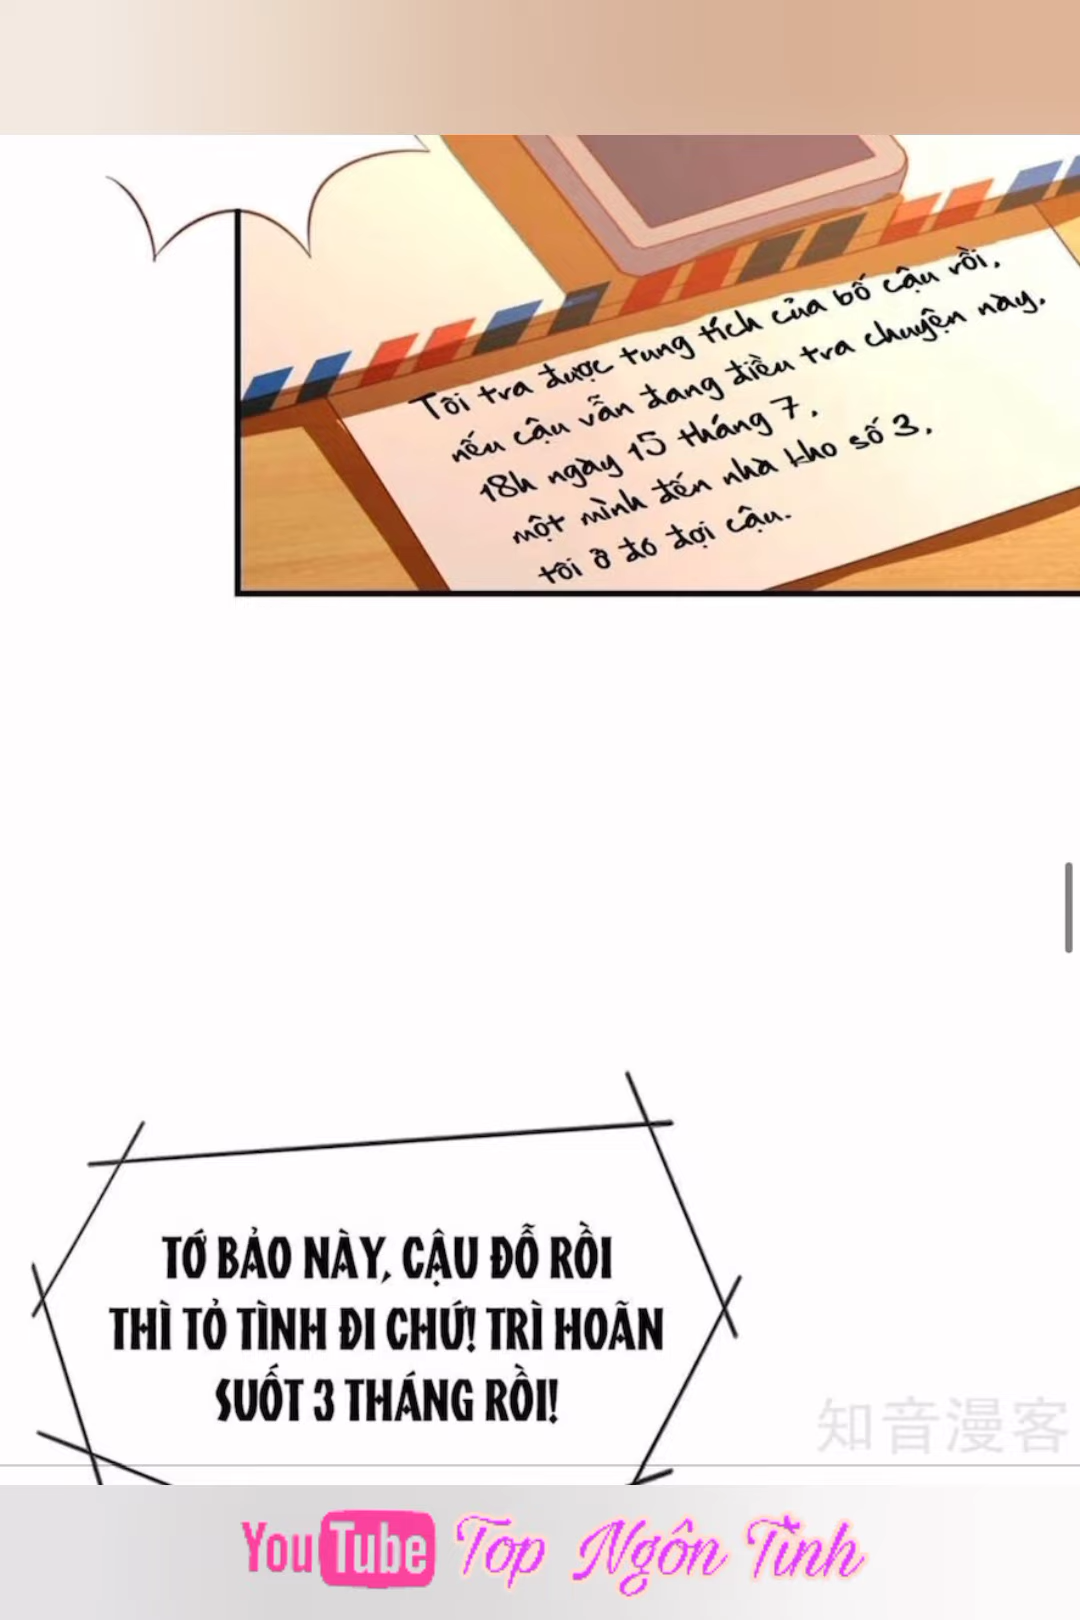 Tôi tra được tung tích của bố cậu rồi,
nếu cậu vẫn đang điều tra chuyện này,
18h ngày 15 tháng 7,
một mình đến nhà kho số 3,
tôi ở đó đợi cậu.
TỚ BẢO NÀY, CẬU ĐỖ RỒI
THÌ TỎ TÌNH ĐI CHỨ! TRÌ HOÃN
SUỐT 3 THÁNG RỒI!
知音漫客
YouTube Top Ngôn Tình